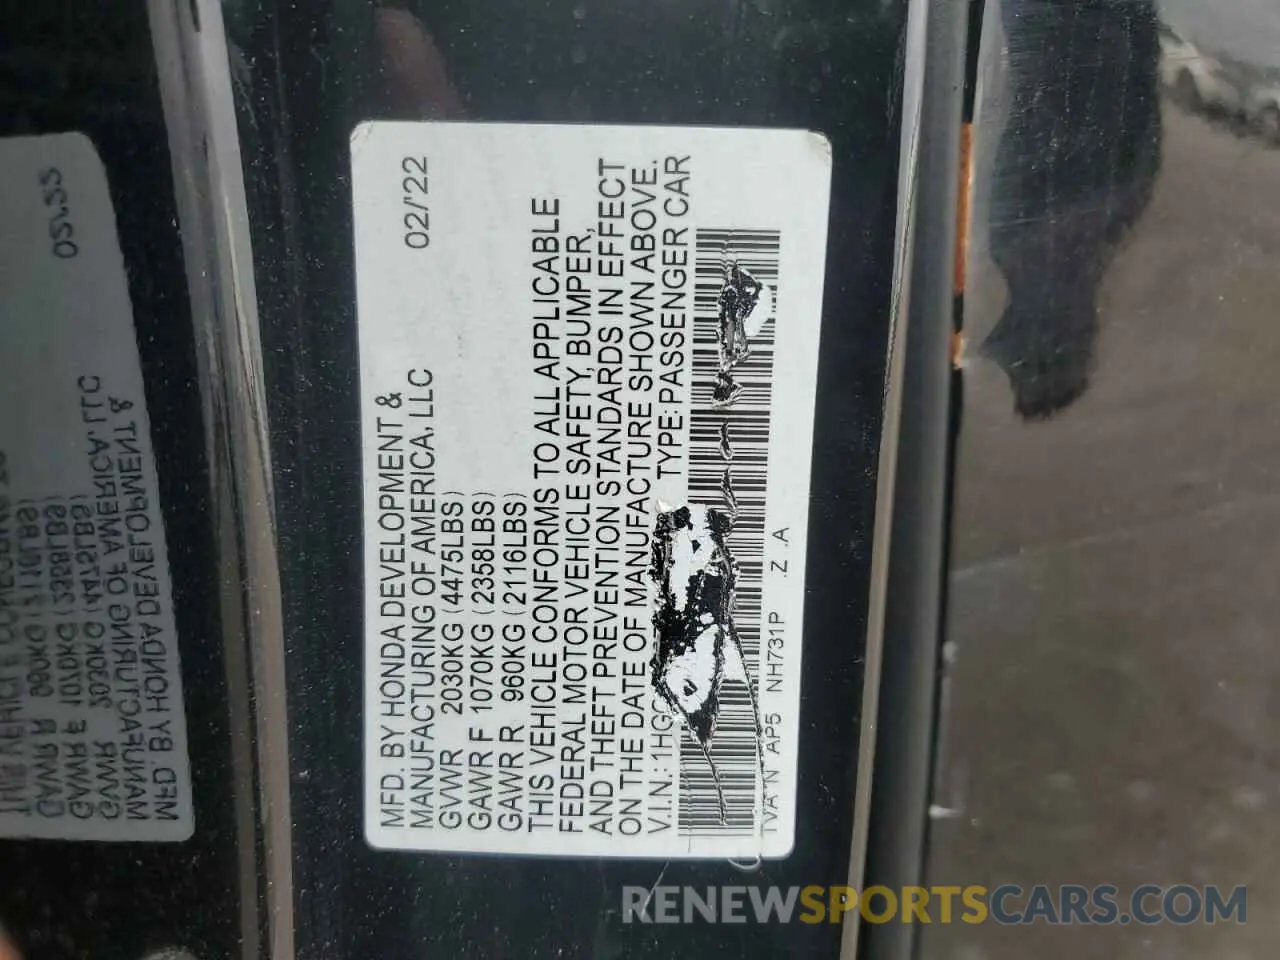 MFD. BY HONDA DEVELOPMENT &
MANUFACTURING OF AMERICA, LLC 02/'22
GVWR 2030KG (4475LBS)
GAWR F 1070KG (2358LBS)
GAWR R 960KG (2116LBS)
THIS VEHICLE CONFORMS TO ALL APPLICABLE
FEDERAL MOTOR VEHICLE SAFETY, BUMPER,
AND THEFT PREVENTION STANDARDS IN EFFECT
ON THE DATE OF MANUFACTURE SHOWN ABOVE.
V.I.N.: 1HG TYPE: PASSENGER CAR
TVA N AP5 NH731P .Z .A
RENEWSPORTSCARS.COM